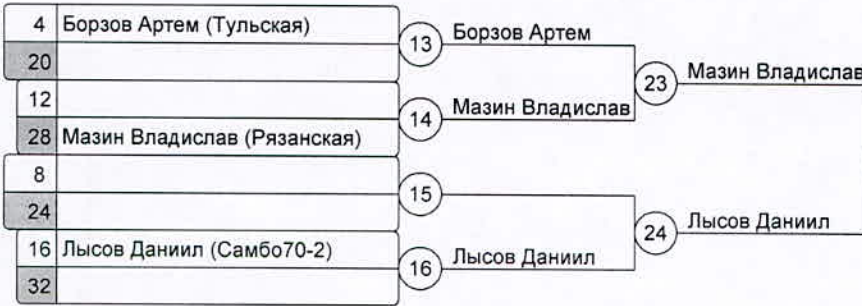 4 Борзов Артем (Тульская)
20
13 Борзов Артем
12
28 Мазин Владислав (Рязанская)
14 Мазин Владислав
23 Мазин Владислав
8
24
15
16 Лысов Даниил (Самбо70-2)
32
16 Лысов Даниил
24 Лысов Даниил